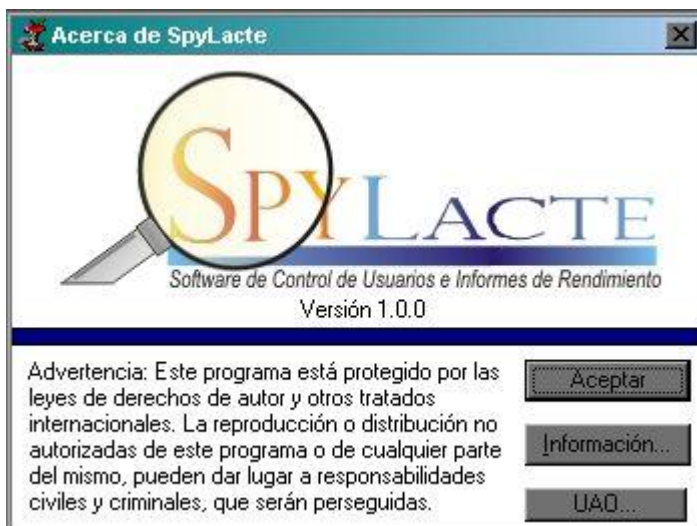 Acerca de SpyLacte
SPYLACTE
Software de Control de Usuarios e Informes de Rendimiento
Versión 1.0.0
Advertencia: Este programa está protegido por las
leyes de derechos de autor y otros tratados
internacionales. La reproducción o distribución no
autorizadas de este programa o de cualquier parte
del mismo, pueden dar lugar a responsabilidades
civiles y criminales, que serán perseguidas.
Aceptar
Información...
UAO...